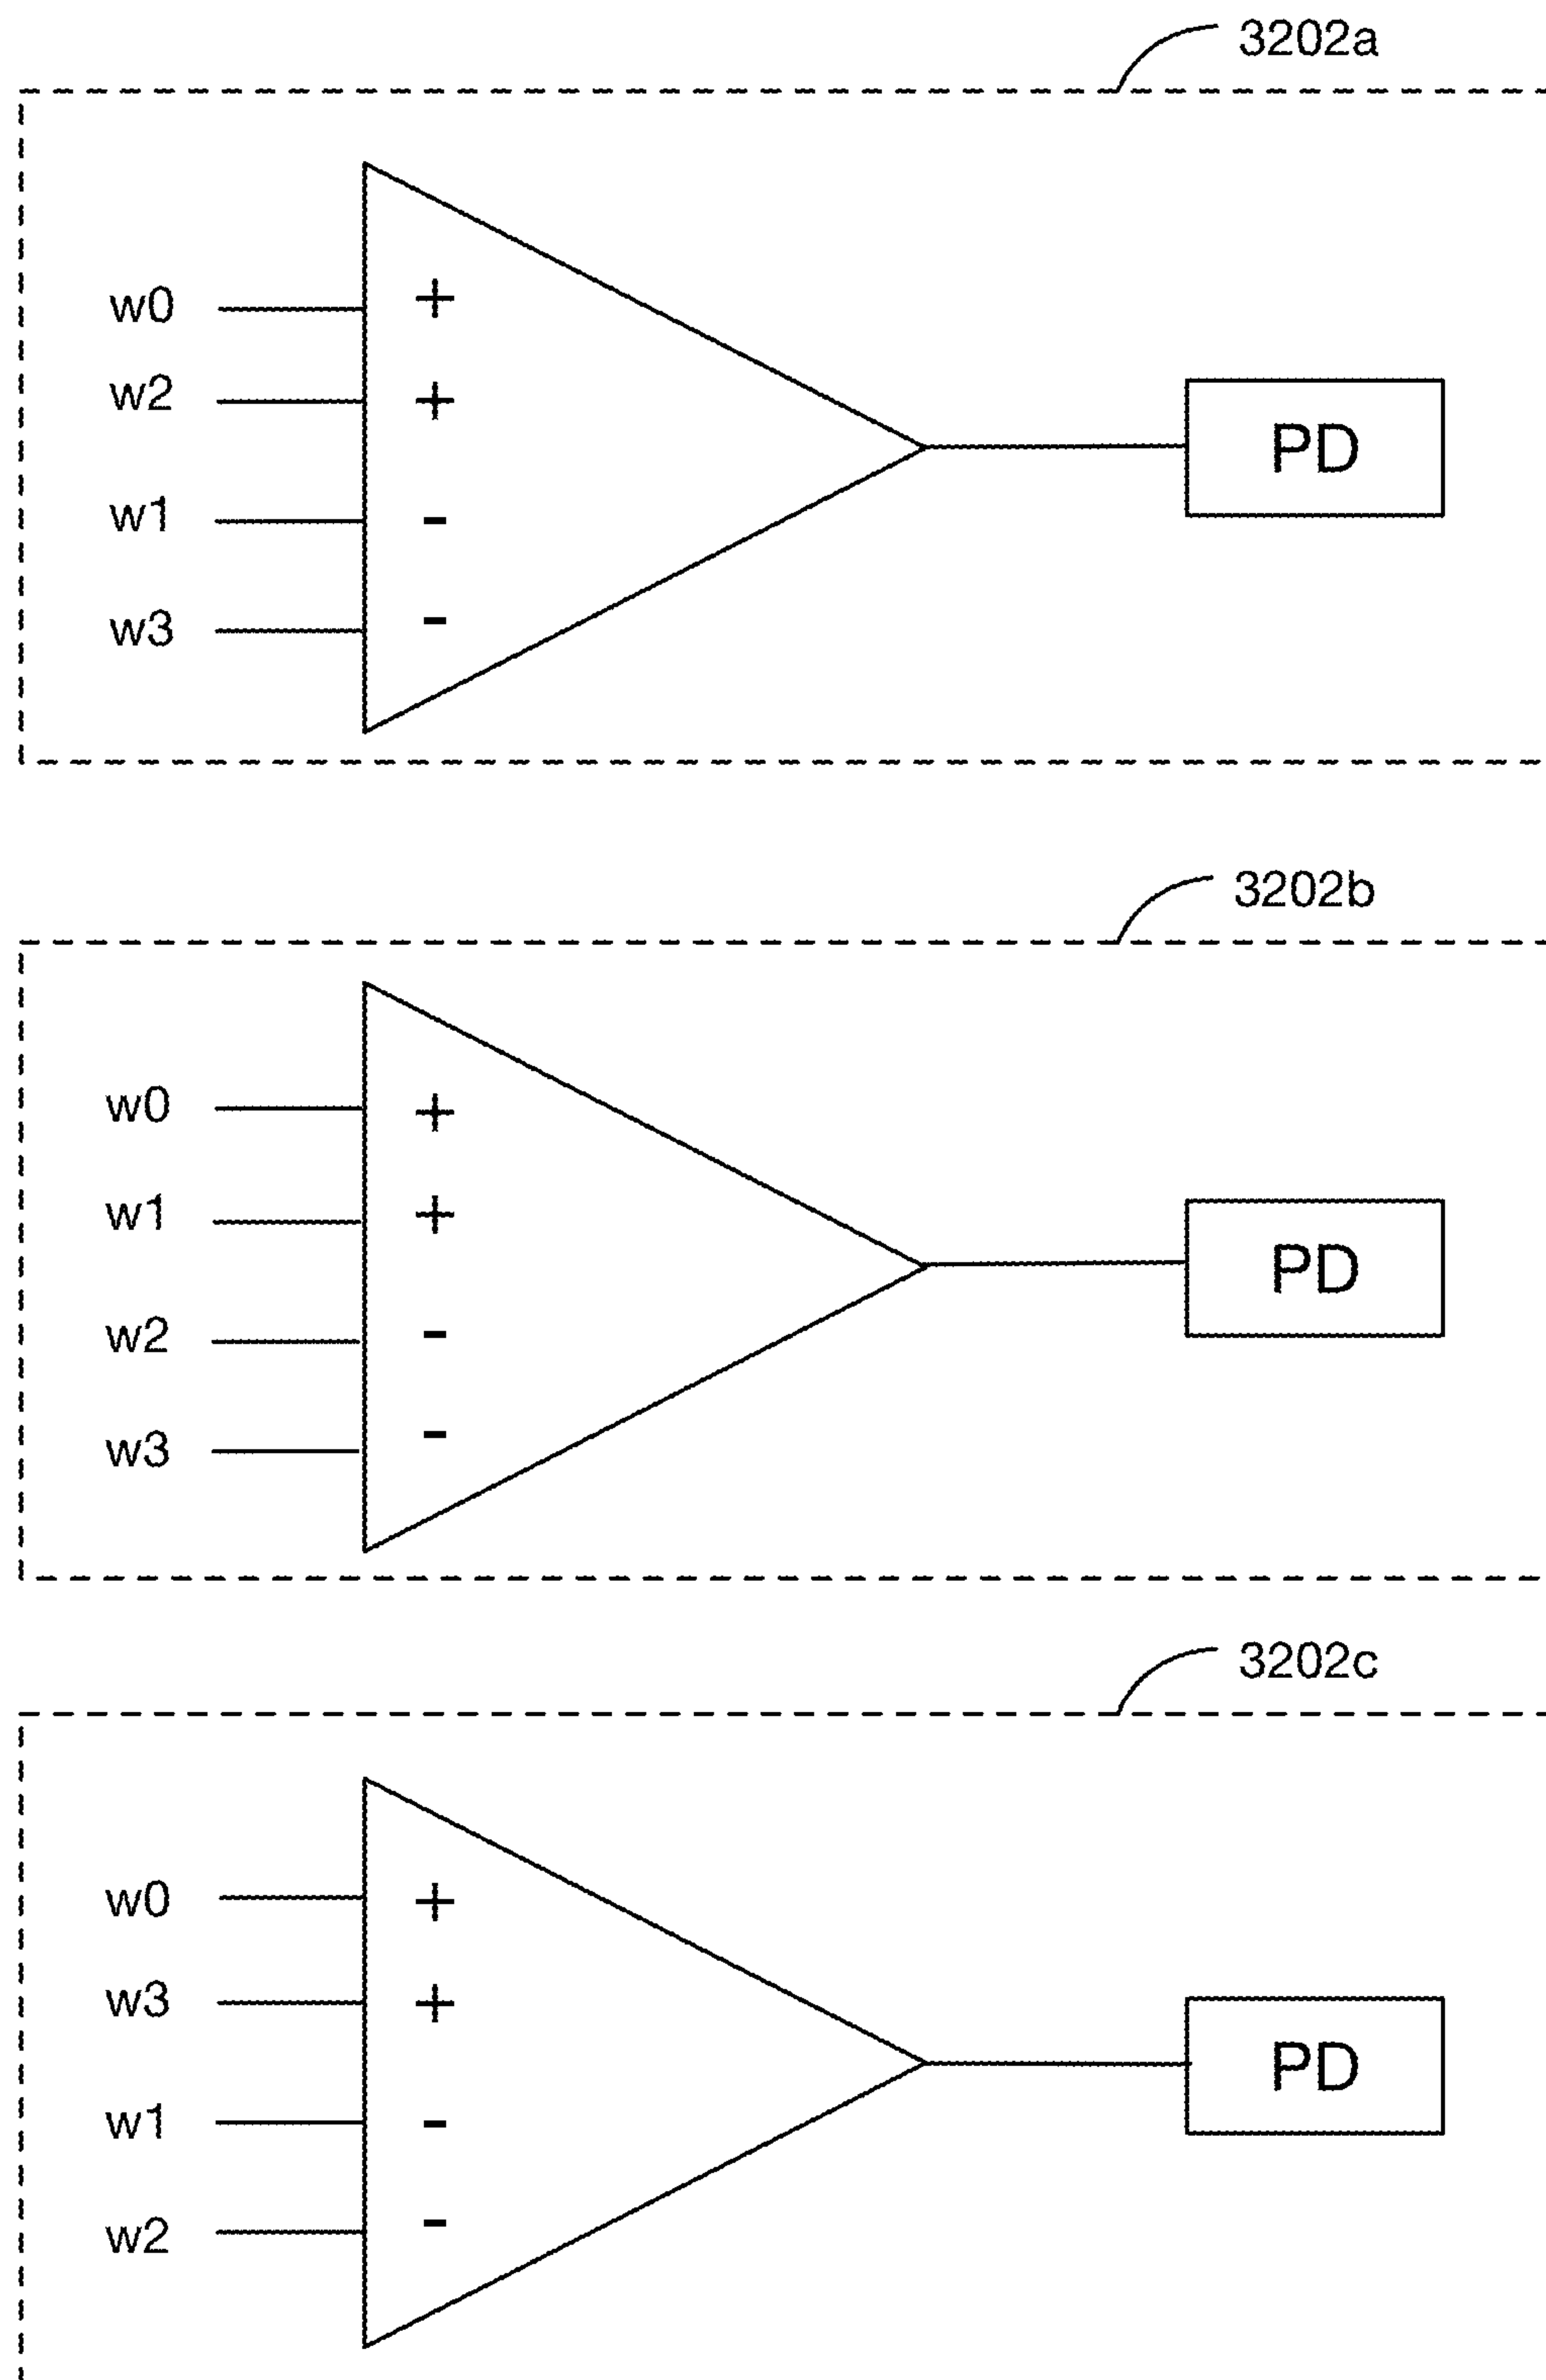 3202a
w0 +
w2 +
PD
w1 -
w3 -
3202b
w0 +
w1 +
PD
w2 -
w3 -
3202c
w0 +
w3 +
PD
w1 -
w2 -